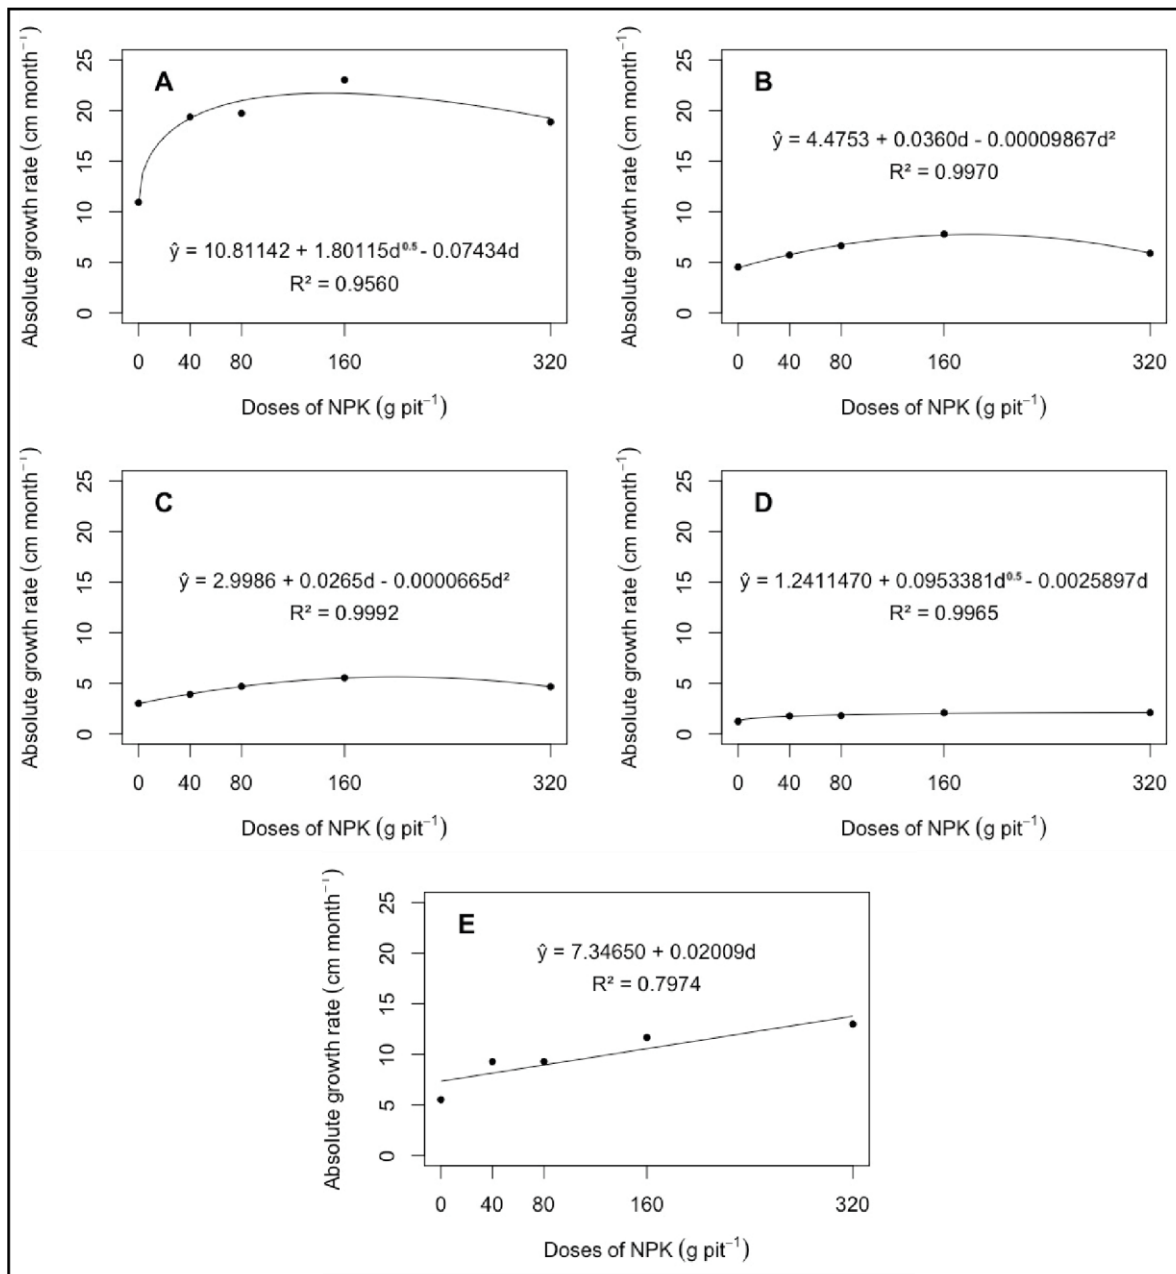 A
Absolute growth rate (cm month⁻¹)
25
20
15
10
5
0
ŷ = 10.81142 + 1.80115d⁰·⁵ - 0.07434d
R² = 0.9560
0 40 80 160 320
Doses of NPK (g pit⁻¹)
B
Absolute growth rate (cm month⁻¹)
25
20
15
10
5
0
ŷ = 4.4753 + 0.0360d - 0.00009867d²
R² = 0.9970
0 40 80 160 320
Doses of NPK (g pit⁻¹)
C
Absolute growth rate (cm month⁻¹)
25
20
15
10
5
0
ŷ = 2.9986 + 0.0265d - 0.0000665d²
R² = 0.9992
0 40 80 160 320
Doses of NPK (g pit⁻¹)
D
Absolute growth rate (cm month⁻¹)
25
20
15
10
5
0
ŷ = 1.2411470 + 0.0953381d⁰·⁵ - 0.0025897d
R² = 0.9965
0 40 80 160 320
Doses of NPK (g pit⁻¹)
E
Absolute growth rate (cm month⁻¹)
25
20
15
10
5
0
ŷ = 7.34650 + 0.02009d
R² = 0.7974
0 40 80 160 320
Doses of NPK (g pit⁻¹)